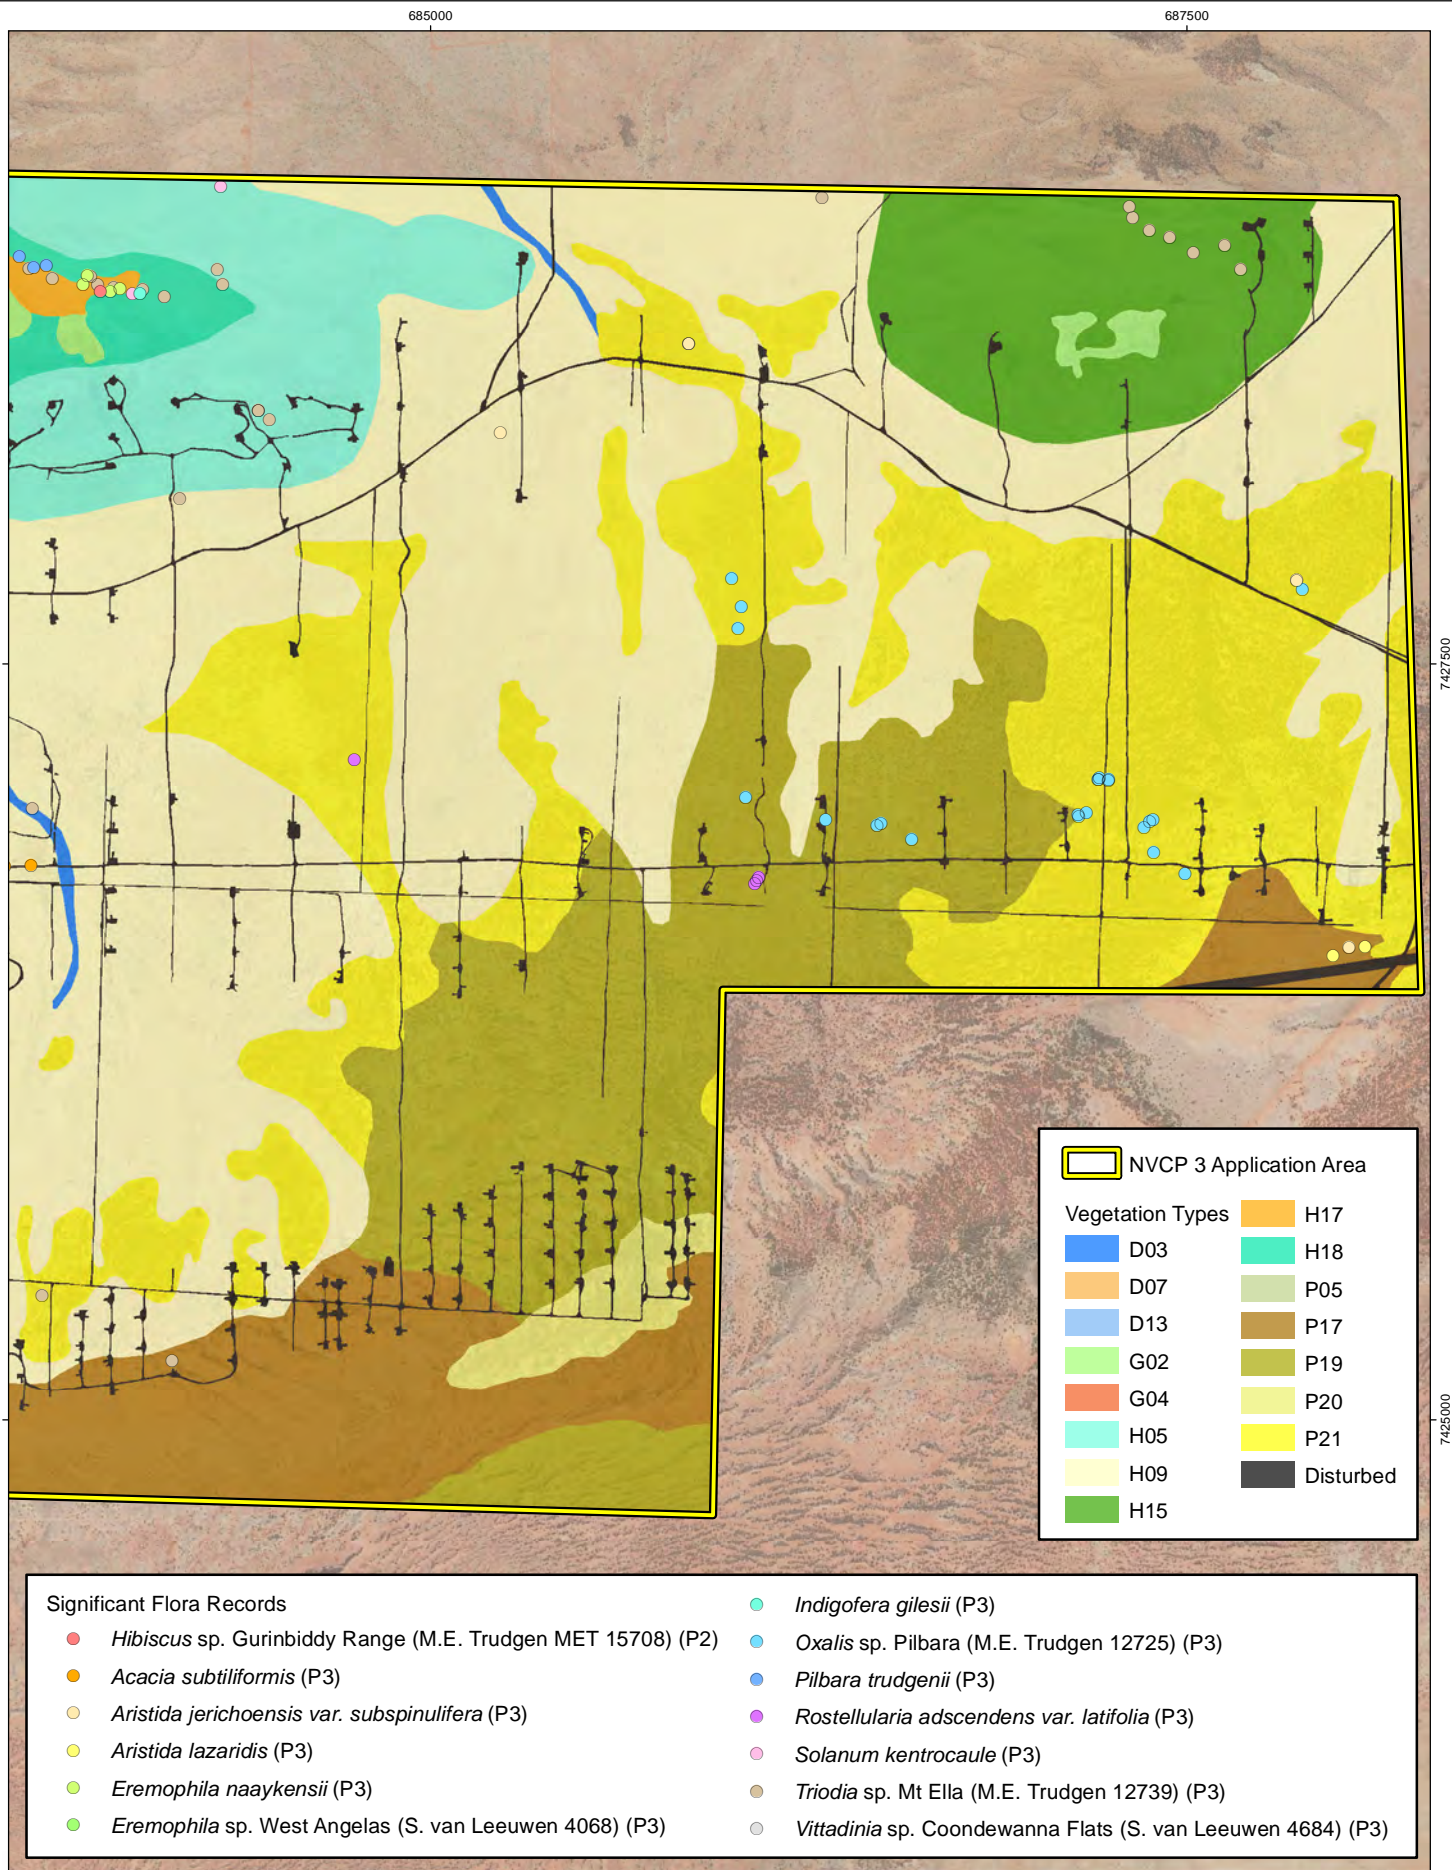 685000
687500
7427500
7425000
NVCP 3 Application Area
Vegetation Types
D03
D07
D13
G02
G04
H05
H09
H15
H17
H18
P05
P17
P19
P20
P21
Disturbed
Significant Flora Records
Hibiscus sp. Gurinbiddy Range (M.E. Trudgen MET 15708) (P2)
Acacia subtiliformis (P3)
Aristida jerichoensis var. subspinulifera (P3)
Aristida lazaridis (P3)
Eremophila naaykensii (P3)
Eremophila sp. West Angelas (S. van Leeuwen 4068) (P3)
Indigofera gilesii (P3)
Oxalis sp. Pilbara (M.E. Trudgen 12725) (P3)
Pilbara trudgenii (P3)
Rostellularia adscendens var. latifolia (P3)
Solanum kentrocaule (P3)
Triodia sp. Mt Ella (M.E. Trudgen 12739) (P3)
Vittadinia sp. Coondewanna Flats (S. van Leeuwen 4684) (P3)